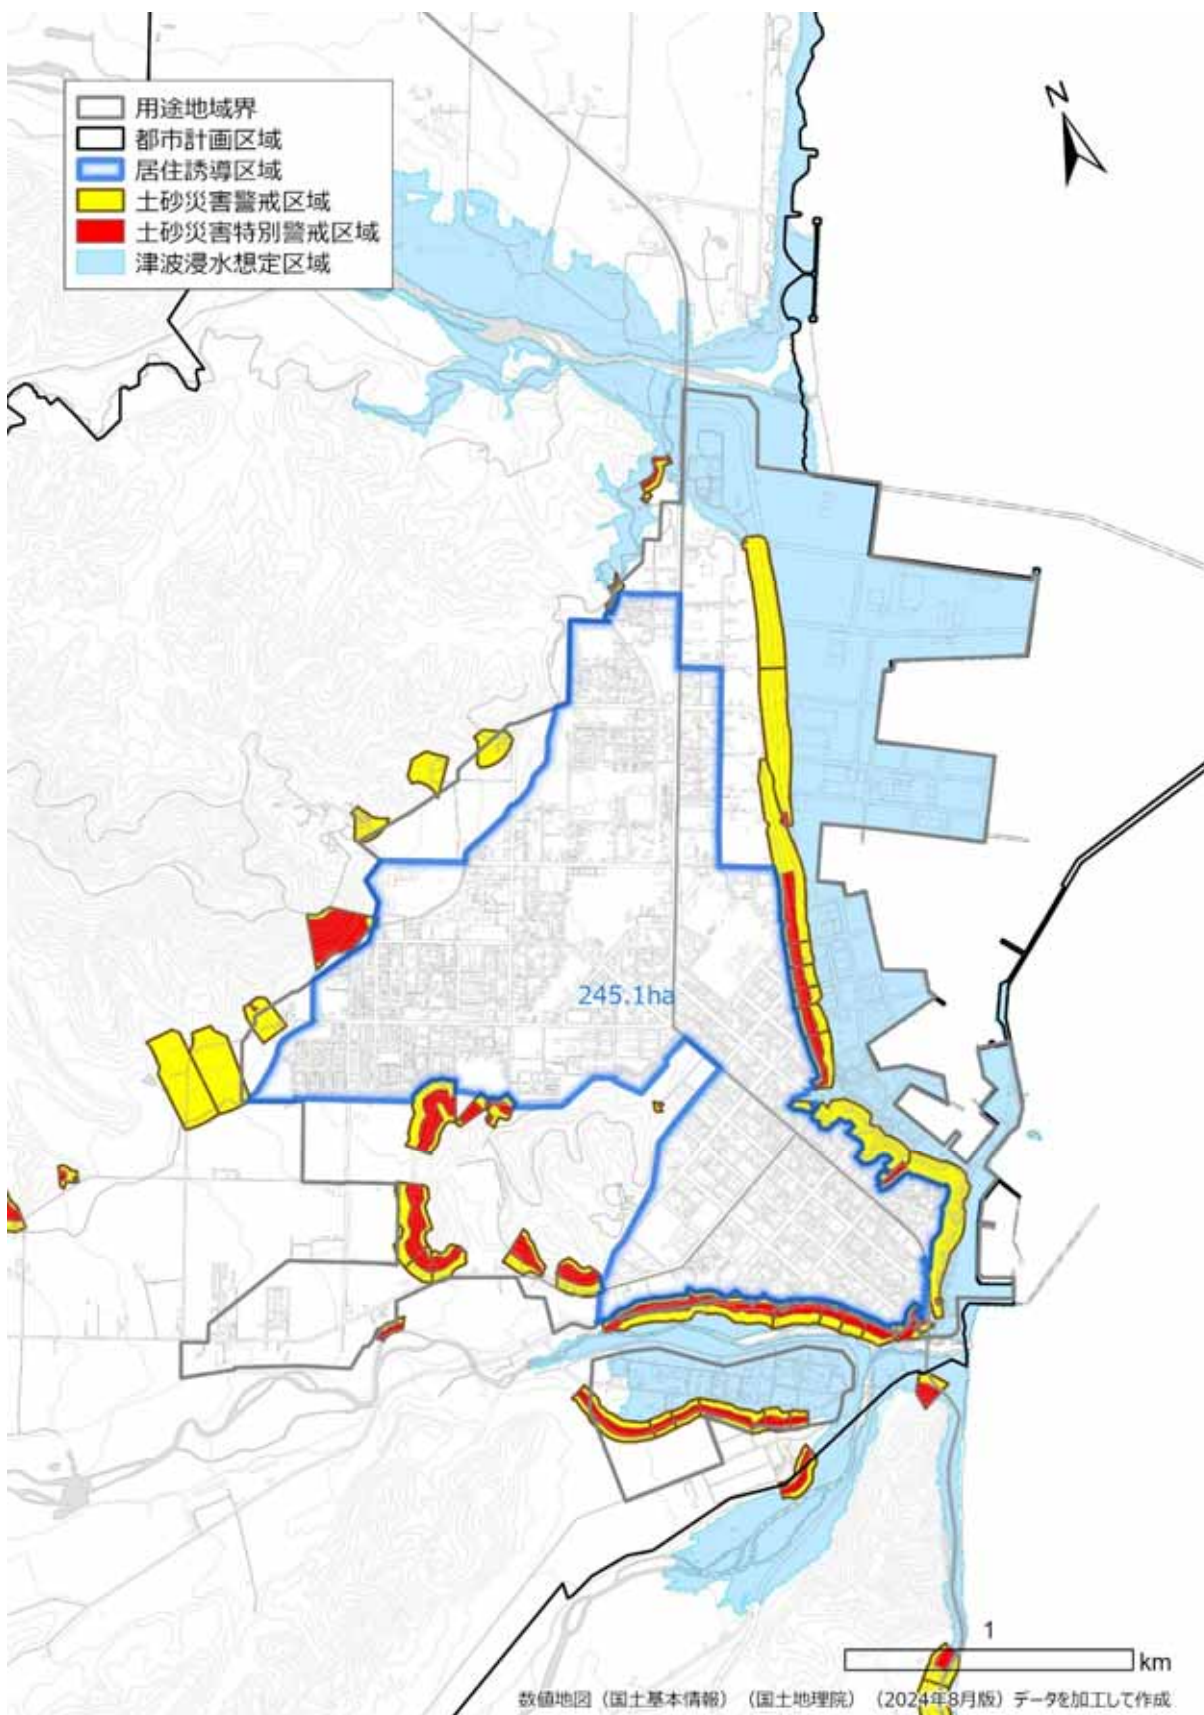 用途地域界
都市計画区域
居住誘導区域
土砂災害警戒区域
土砂災害特別警戒区域
津波浸水想定区域
N
245.1ha
1
km
数値地図（国土基本情報）（国土地理院）（2024年8月版）データを加工して作成